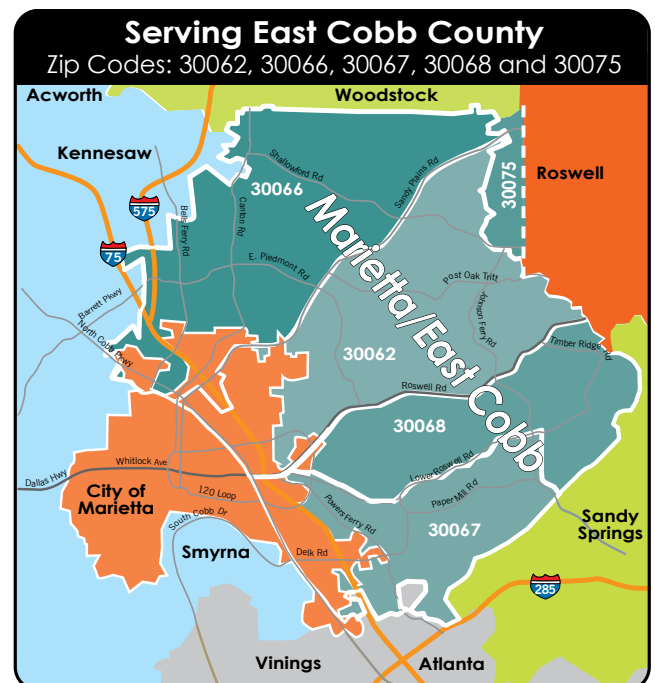 Serving East Cobb County
Zip Codes: 30062, 30066, 30067, 30068 and 30075
Acworth
Woodstock
Kennesaw
Shallowford Rd
Sandy Plains Rd
30075
Roswell
30066
575
Bells Ferry Rd
Canton Rd
Marietta/East Cobb
75
E. Piedmont Rd
Post Oak Tritt
Barrett Pkwy
Johnson Ferry Rd
North Cobb Pkwy
Timber Ridge Rd
30062
Roswell Rd
30068
Whitlock Ave
Lower Roswell Rd
Dallas Hwy
City of
Marietta
120 Loop
Paper Mill Rd
Powers Ferry Rd
South Cobb Dr
30067
Sandy
Springs
Smyrna
Delk Rd
285
Vinings
Atlanta